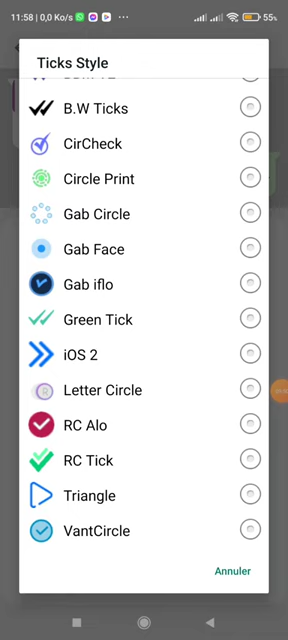 11:58 | 0,0 Ko/s
55%
Ticks Style
B.W Ticks
CirCheck
Circle Print
Gab Circle
Gab Face
Gab iflo
Green Tick
iOS 2
Letter Circle
RC Alo
RC Tick
Triangle
VantCircle
Annuler